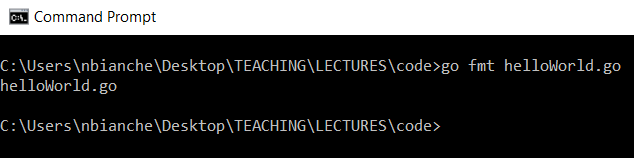 Command Prompt
C:\Users\nbianche\Desktop\TEACHING\LECTURES\code>go fmt helloWorld.go
helloWorld.go
C:\Users\nbianche\Desktop\TEACHING\LECTURES\code>